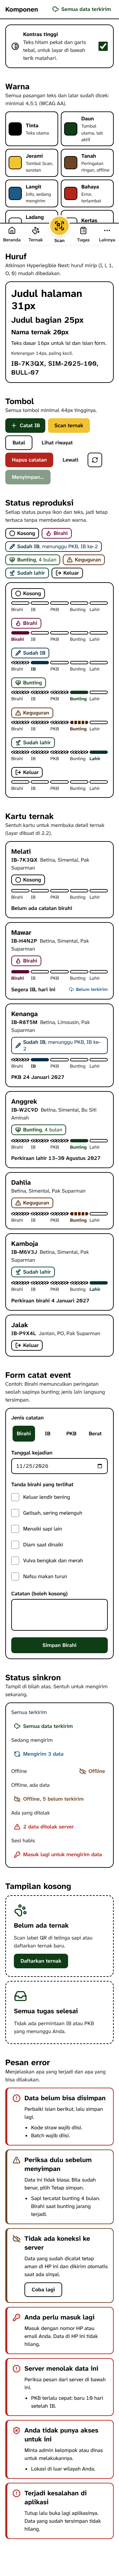 Komponen
Semua data terkirim
Kontras tinggi
Teks hitam pekat dan garis tebal, untuk layar di bawah terik matahari.
Warna
Semua pasangan teks dan latar sudah dicek: minimal 4,5:1 (WCAG AA).
Tinta
Teks utama
Daun
Tombol utama, tab aktif
Jerami
Tombol Scan, sorotan
Tanah
Peringatan ringan, offline
Langit
Info, sedang mengirim
Bahaya
Error, terlambat
Ladang
Kertas
Beranda
Ternak
Scan
Tugas
Lainnya
Huruf
Atkinson Hyperlegible Next: huruf mirip (I, l, 1, O, 0) mudah dibedakan.
Judul halaman 31px
Judul bagian 25px
Nama ternak 20px
Teks dasar 16px untuk isi dan isian form.
Keterangan 14px, paling kecil.
IB-7K3QX, SIM-2025-100, BULL-07
Tombol
Semua tombol minimal 44px tingginya.
Catat IB
Scan ternak
Batal
Lihat riwayat
Hapus catatan
Lewati
Menyimpan...
Status reproduksi
Setiap status punya ikon dan teks, jadi tetap terbaca tanpa membedakan warna.
Kosong
Birahi
Sudah IB, menunggu PKB, IB ke-2
Bunting, 4 bulan
Keguguran
Sudah lahir
Keluar
Kosong
Birahi IB PKB Bunting Lahir
Birahi
Birahi IB PKB Bunting Lahir
Sudah IB
Birahi IB PKB Bunting Lahir
Bunting
Birahi IB PKB Bunting Lahir
Keguguran
Birahi IB PKB Bunting Lahir
Sudah lahir
Birahi IB PKB Bunting Lahir
Keluar
Birahi IB PKB Bunting Lahir
Kartu ternak
Sentuh kartu untuk membuka detail ternak (layar dibuat di 2.2).
Melati
IB-7K3QX Betina, Simental, Pak Suparman
Kosong
Birahi IB PKB Bunting Lahir
Belum ada catatan birahi
Mawar
IB-H4N2P Betina, Simental, Pak Suparman
Birahi
Birahi IB PKB Bunting Lahir
Segera IB, hari ini
Belum terkirim
Kenanga
IB-R8T5M Betina, Limousin, Pak Suparman
Sudah IB, menunggu PKB, IB ke-2
Birahi IB PKB Bunting Lahir
PKB 24 Januari 2027
Anggrek
IB-W2C9D Betina, Simental, Bu Siti Aminah
Bunting, 4 bulan
Birahi IB PKB Bunting Lahir
Perkiraan lahir 13–30 Agustus 2027
Dahlia
Betina, Simental, Pak Suparman
Keguguran
Birahi IB PKB Bunting Lahir
Kamboja
IB-M6V3J Betina, Simental, Pak Suparman
Sudah lahir
Birahi IB PKB Bunting Lahir
Perkiraan birahi 4 Januari 2027
Jalak
IB-P9X4L Jantan, PO, Pak Suparman
Keluar
Form catat event
Contoh: Birahi memunculkan peringatan selagi sapinya bunting; jenis lain langsung tersimpan.
Jenis catatan
Birahi
IB
PKB
Berat
Tanggal kejadian
11/25/2026
Tanda birahi yang terlihat
Keluar lendir bening
Gelisah, sering melenguh
Menaiki sapi lain
Diam saat dinaiki
Vulva bengkak dan merah
Nafsu makan turun
Catatan (boleh kosong)
Simpan Birahi
Status sinkron
Tampil di bilah atas. Sentuh untuk mengirim sekarang.
Semua terkirim
Semua data terkirim
Sedang mengirim
Mengirim 3 data
Offline
Offline
Offline, ada data
Offline, 5 belum terkirim
Ada yang ditolak
2 data ditolak server
Sesi habis
Masuk lagi untuk mengirim data
Tampilan kosong
Belum ada ternak
Scan label QR di telinga sapi atau daftarkan ternak baru.
Daftarkan ternak
Semua tugas selesai
Tidak ada permintaan IB atau PKB yang menunggu Anda.
Pesan error
Menjelaskan apa yang terjadi dan apa yang bisa dilakukan.
Data belum bisa disimpan
Perbaiki isian berikut, lalu simpan lagi.
• Kode straw wajib diisi.
• Batch wajib diisi.
Periksa dulu sebelum menyimpan
Data ini tidak biasa. Bila sudah benar, pilih Tetap simpan.
• Sapi tercatat bunting 4 bulan. Birahi saat bunting jarang terjadi.
Tidak ada koneksi ke server
Data yang sudah dicatat tetap aman di HP ini dan dikirim otomatis saat ada sinyal.
Coba lagi
Anda perlu masuk lagi
Masuk dengan nomor HP atau email Anda. Data di HP ini tidak hilang.
Server menolak data ini
Periksa pesan dari server di bawah ini.
• PKB terlalu cepat: baru 10 hari setelah IB.
Anda tidak punya akses untuk ini
Minta admin kelompok atau dinas untuk melakukannya.
• Lokasi di luar wilayah Anda.
Terjadi kesalahan di aplikasi
Tutup lalu buka lagi aplikasinya. Data yang sudah tersimpan tidak hilang.